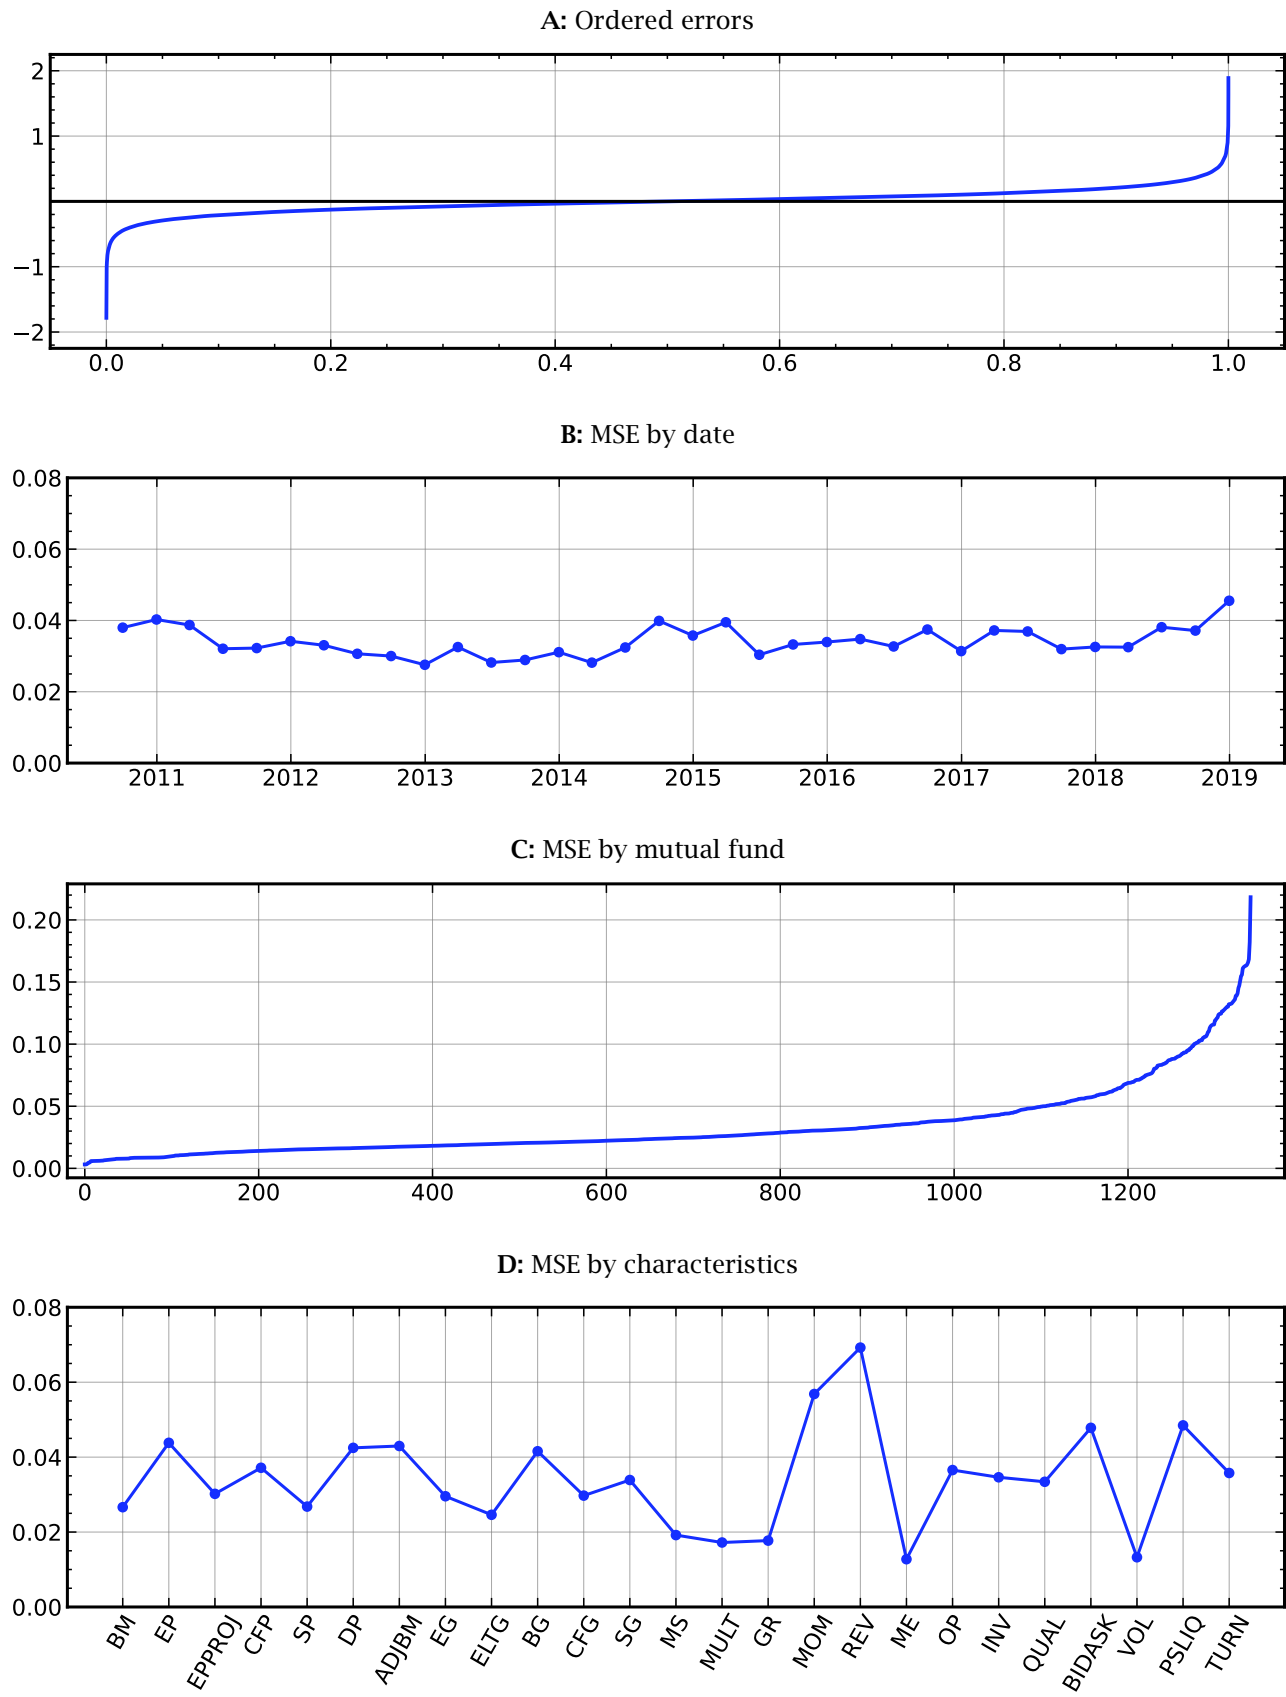 A: Ordered errors
2
1
−1
−2
0.0 0.2 0.4 0.6 0.8 1.0
B: MSE by date
0.08
0.06
0.04
0.02
0.00
2011 2012 2013 2014 2015 2016 2017 2018 2019
C: MSE by mutual fund
0.20
0.15
0.10
0.05
0.00
0 200 400 600 800 1000 1200
D: MSE by characteristics
0.08
0.06
0.04
0.02
0.00
BM EP EPPROJ CFP SP DP ADJBM EG ELTG BG CFG SG MS MULT GR MOM REV ME OP INV QUAL BIDASK VOL PSLIQ TURN